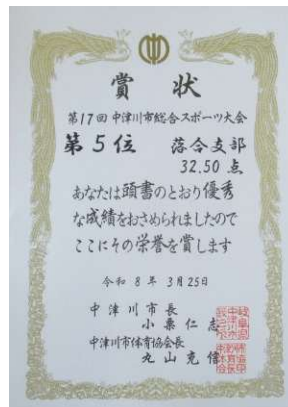 賞状
第17回 中津川市総合スポーツ大会
第5位 落合支部
32.50 点
あなたは頭書のとおり優秀
な成績をおさめられましたので
ここにその栄誉を賞します
令和 8年 3月25日
中津川市長
小栗仁志
中津川市体育協会長
丸山克